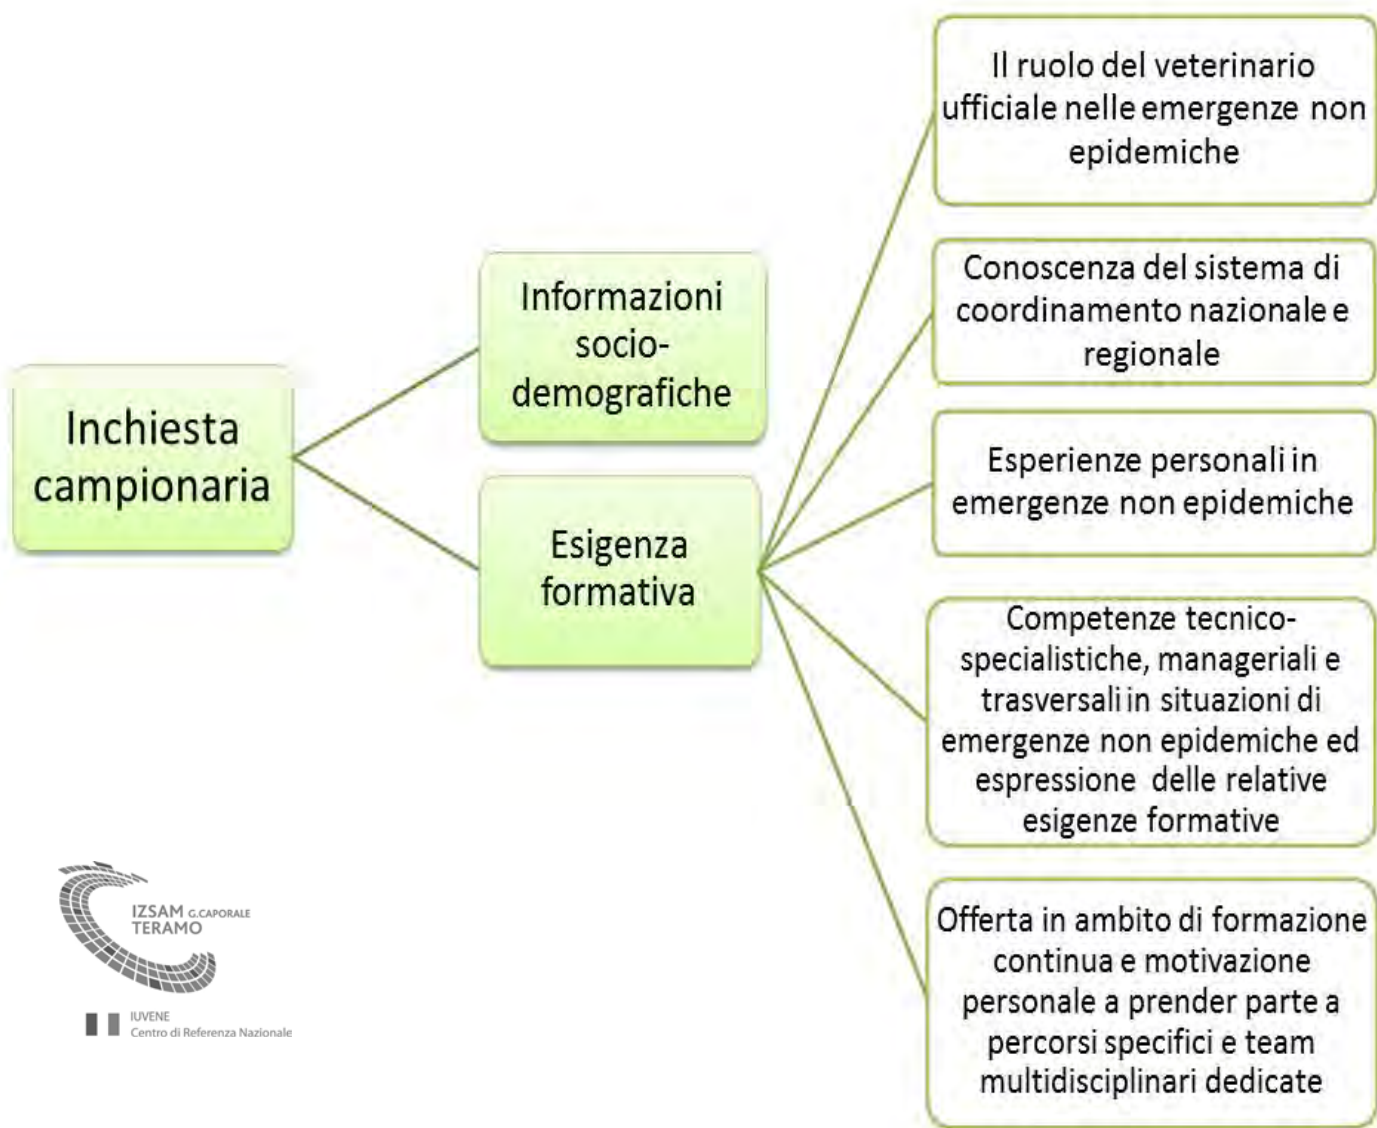 Inchiesta
campionaria
Informazioni
socio-
demografiche
Esigenza
formativa
Il ruolo del veterinario
ufficiale nelle emergenze non
epidemiche
Conoscenza del sistema di
coordinamento nazionale e
regionale
Esperienze personali in
emergenze non epidemiche
Competenze tecnico-
specialistiche, manageriali e
trasversali in situazioni di
emergenze non epidemiche ed
espressione delle relative
esigenze formative
Offerta in ambito di formazione
continua e motivazione
personale a prender parte a
percorsi specifici e team
multidisciplinari dedicate
IZSAM G.CAPORALE
TERAMO
IUVENE
Centro di Referenza Nazionale